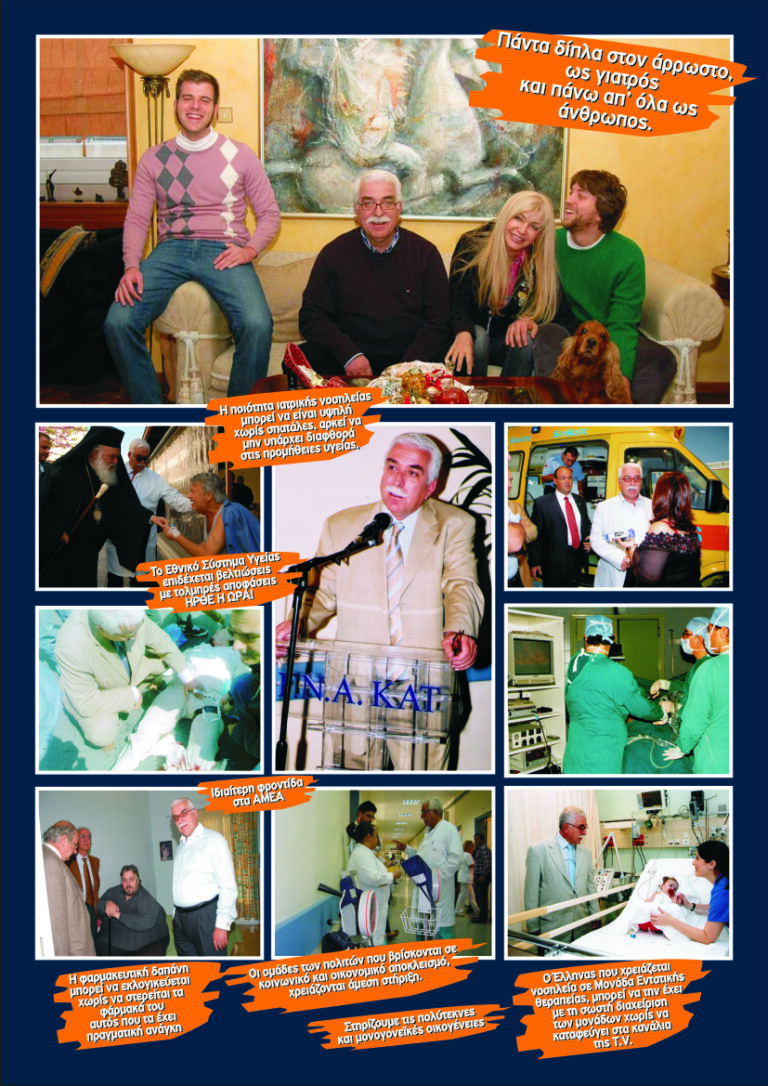 Πάντα δίπλα στον άρρωστο,
ως γιατρός
και πάνω απ' όλα ως
άνθρωπος.
Η ποιότητα ιατρικής νοσηλείας
μπορεί να είναι υψηλή
χωρίς σπατάλες, αρκεί να
μην υπάρχει διαφθορά
στις προμήθειες υγείας.
Το Εθνικό Σύστημα Υγείας
επιδέχεται βελτιώσεις
με τολμηρές αποφάσεις
ΗΡΘΕ Η ΩΡΑ!
Ν.Α. ΚΑΤ
Ιδιαίτερη φροντίδα
στα ΑΜΕΑ
Η φαρμακευτική δαπάνη
μπορεί να εκλογικεύεται
χωρίς να στερείται τα
φάρμακά του
αυτός που τα έχει
πραγματική ανάγκη
Οι ομάδες των πολιτών που βρίσκονται σε
κοινωνικό και οικονομικό αποκλεισμό,
χρειάζονται άμεση στήριξη.
Στηρίζουμε τις πολύτεκνες
και μονογονεϊκές οικογένειες
Ο Έλληνας που χρειάζεται
νοσηλεία σε Μονάδα Εντατικής
θεραπείας, μπορεί να την έχει
με τη σωστή διαχείριση
των μονάδων χωρίς να
καταφεύγει στα κανάλια
της T.V.